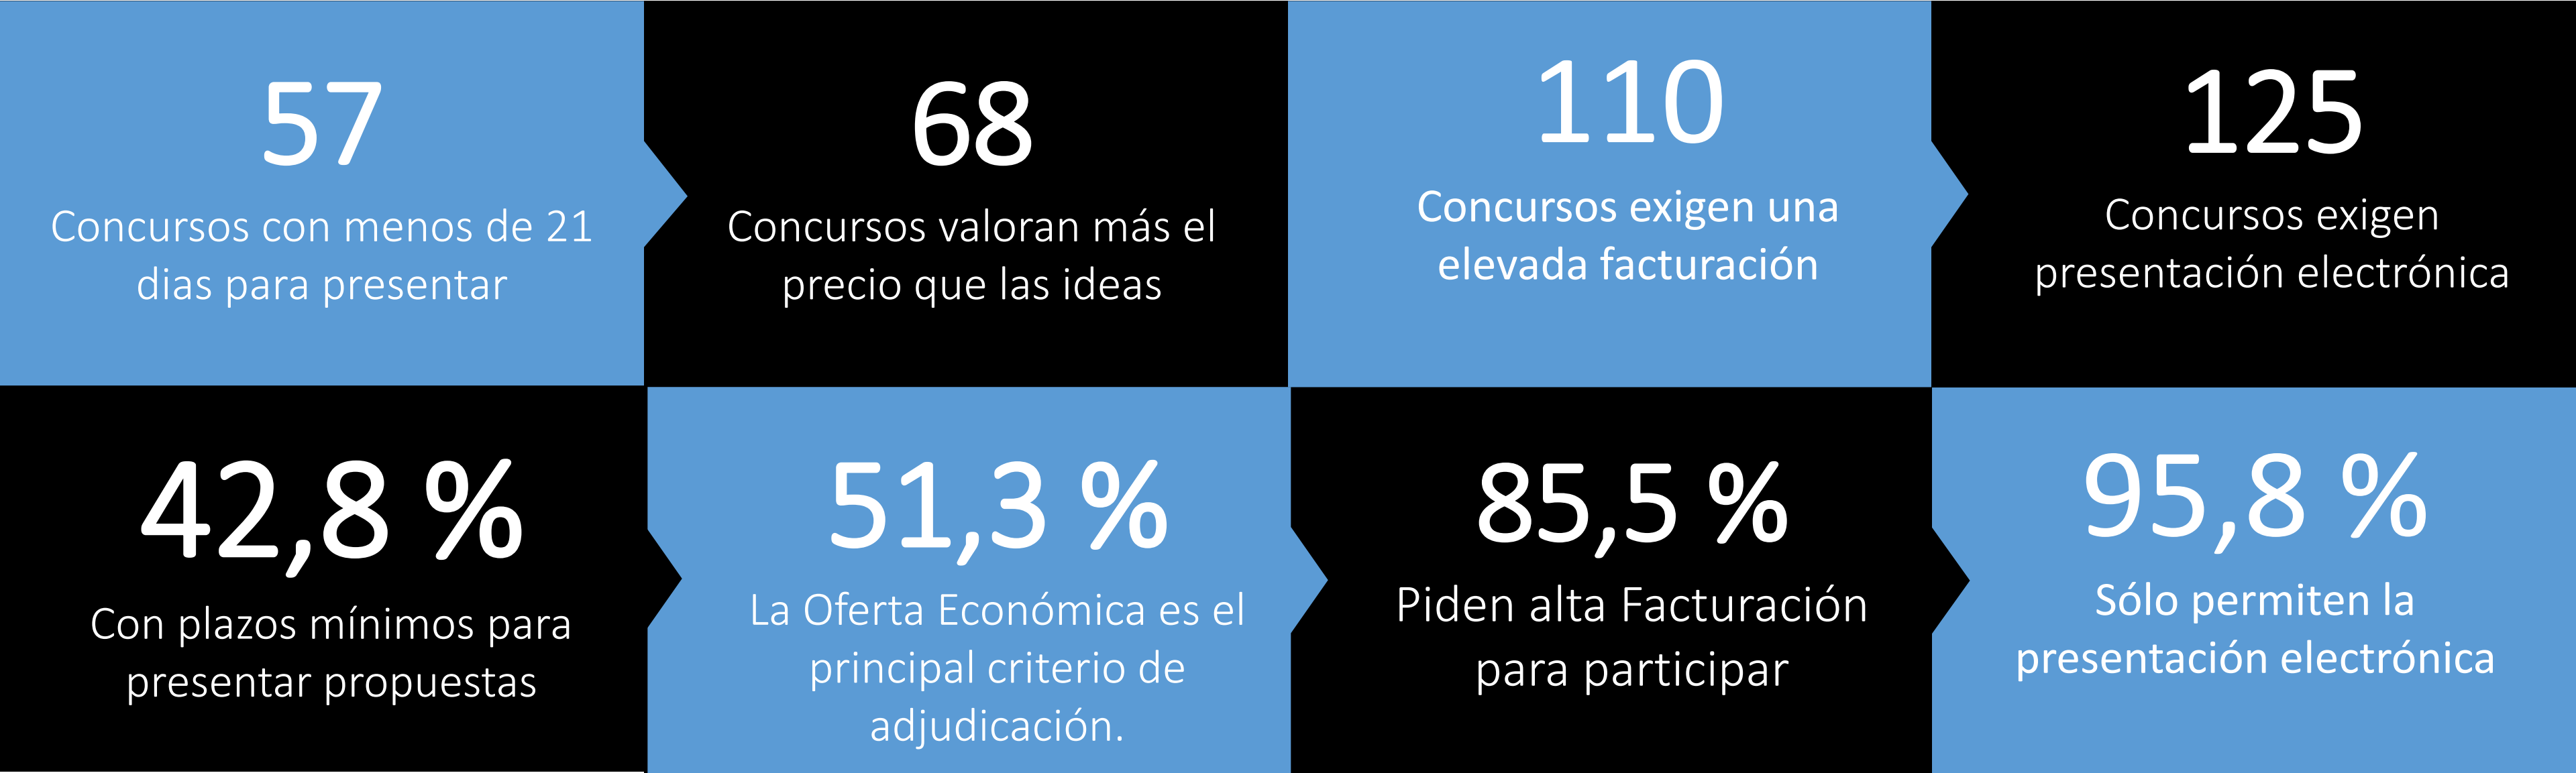 57
Concursos con menos de 21
dias para presentar
68
Concursos valoran más el
precio que las ideas
110
Concursos exigen una
elevada facturación
125
Concursos exigen
presentación electrónica
42,8 %
Con plazos mínimos para
presentar propuestas
51,3 %
La Oferta Económica es el
principal criterio de
adjudicación.
85,5 %
Piden alta Facturación
para participar
95,8 %
Sólo permiten la
presentación electrónica